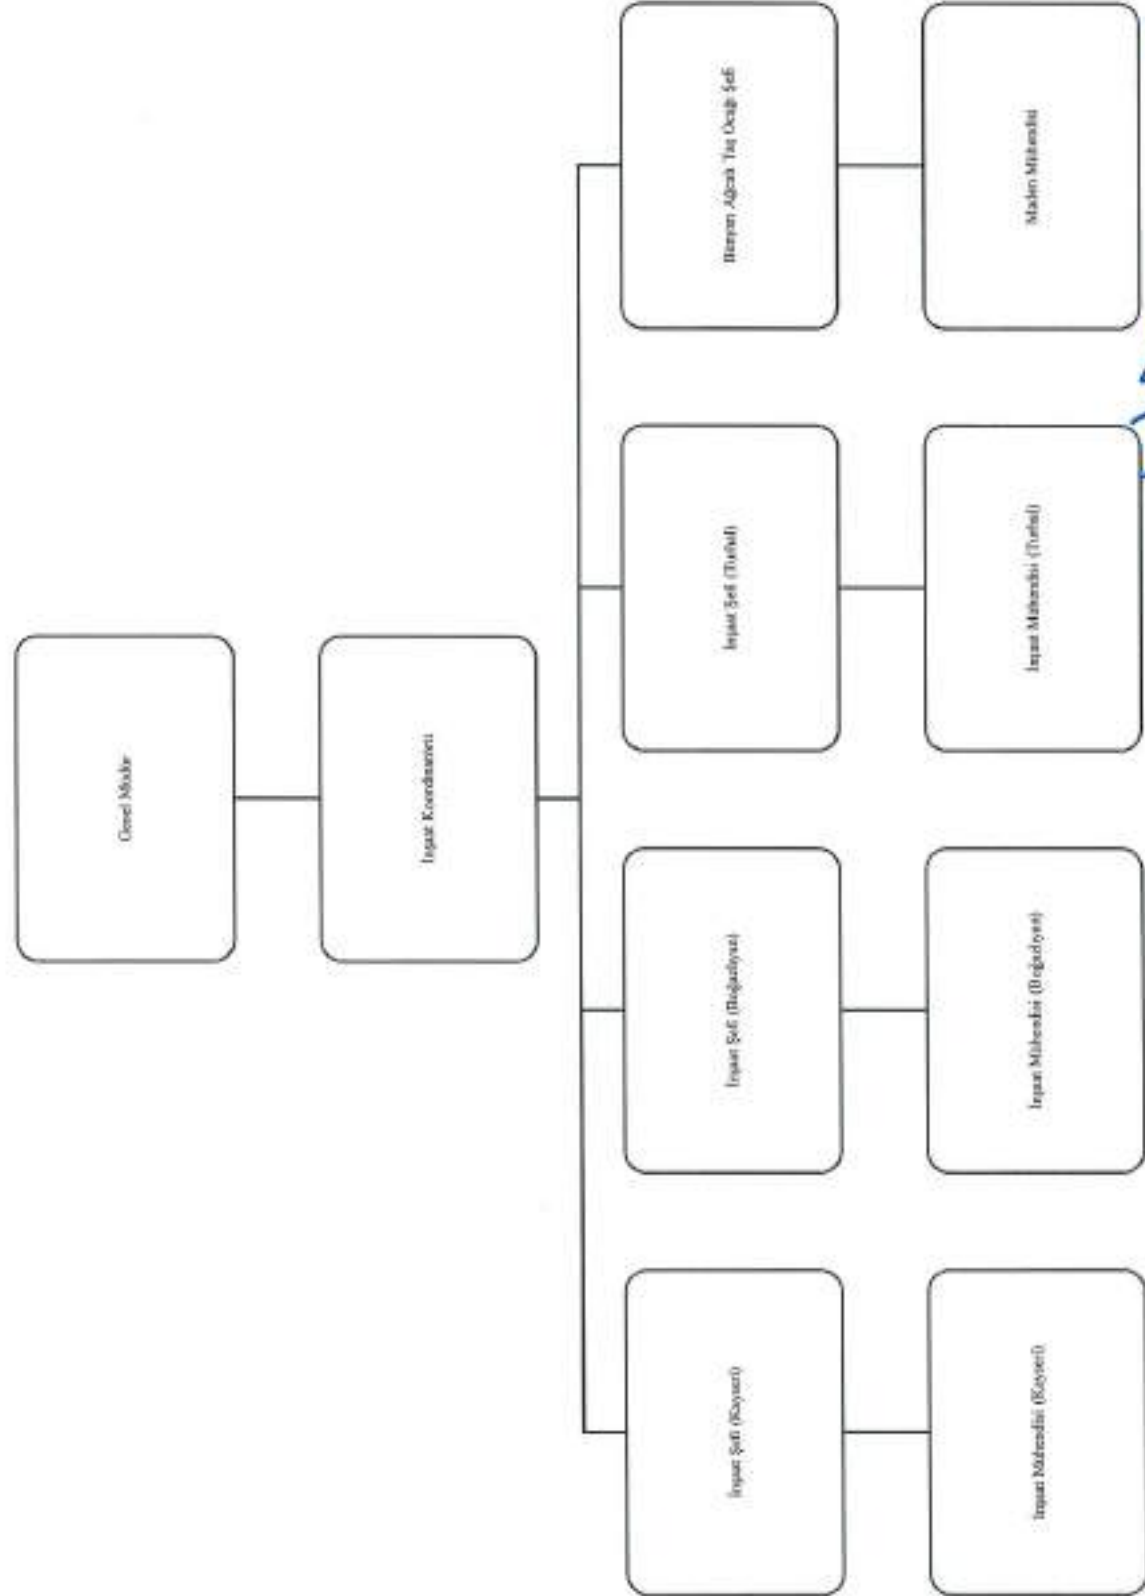 Genel Müdür
İnşaat Koordinatörü
İnşaat Şefi (Kayseri)
İnşaat Şefi (Boğazlıyan)
İnşaat Şefi (Turhal)
Bünyan Ağcalı Taş Ocağı Şefi
İnşaat Mühendisi (Kayseri)
İnşaat Mühendisi (Boğazlıyan)
İnşaat Mühendisi (Turhal)
Maden Mühendisi